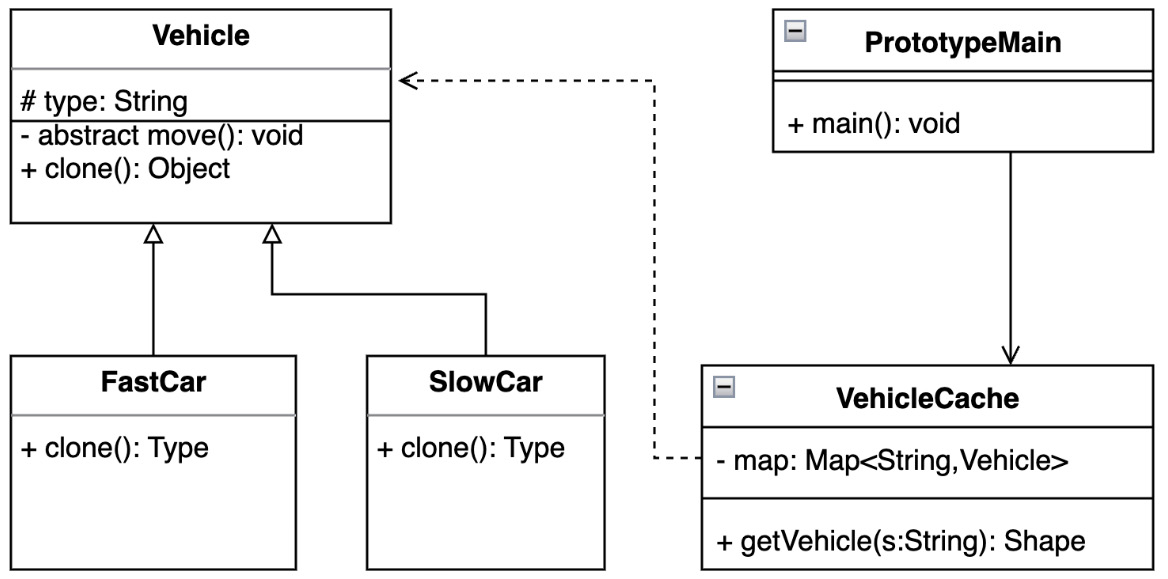 Vehicle
# type: String
- abstract move(): void
+ clone(): Object
PrototypeMain
+ main(): void
FastCar
+ clone(): Type
SlowCar
+ clone(): Type
VehicleCache
- map: Map<String,Vehicle>
+ getVehicle(s:String): Shape